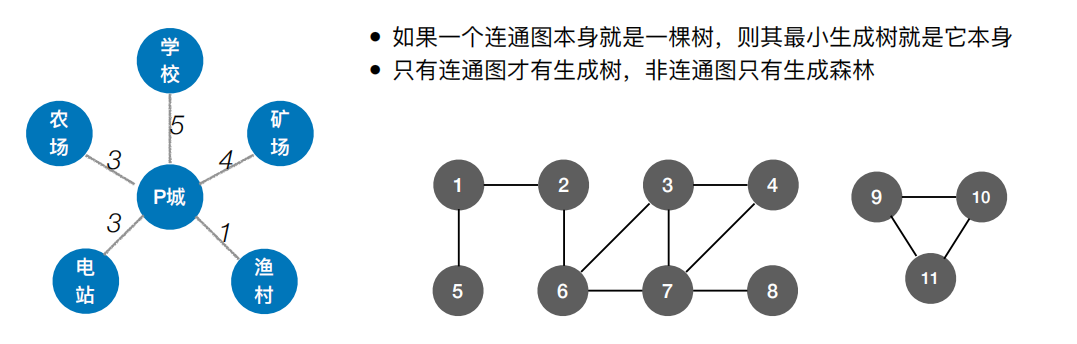 学
校
农
场
矿
场
P城
电
站
渔
村
5
3
4
3
1
• 如果一个连通图本身就是一棵树，则其最小生成树就是它本身
• 只有连通图才有生成树，非连通图只有生成森林
1
2
3
4
5
6
7
8
9
10
11